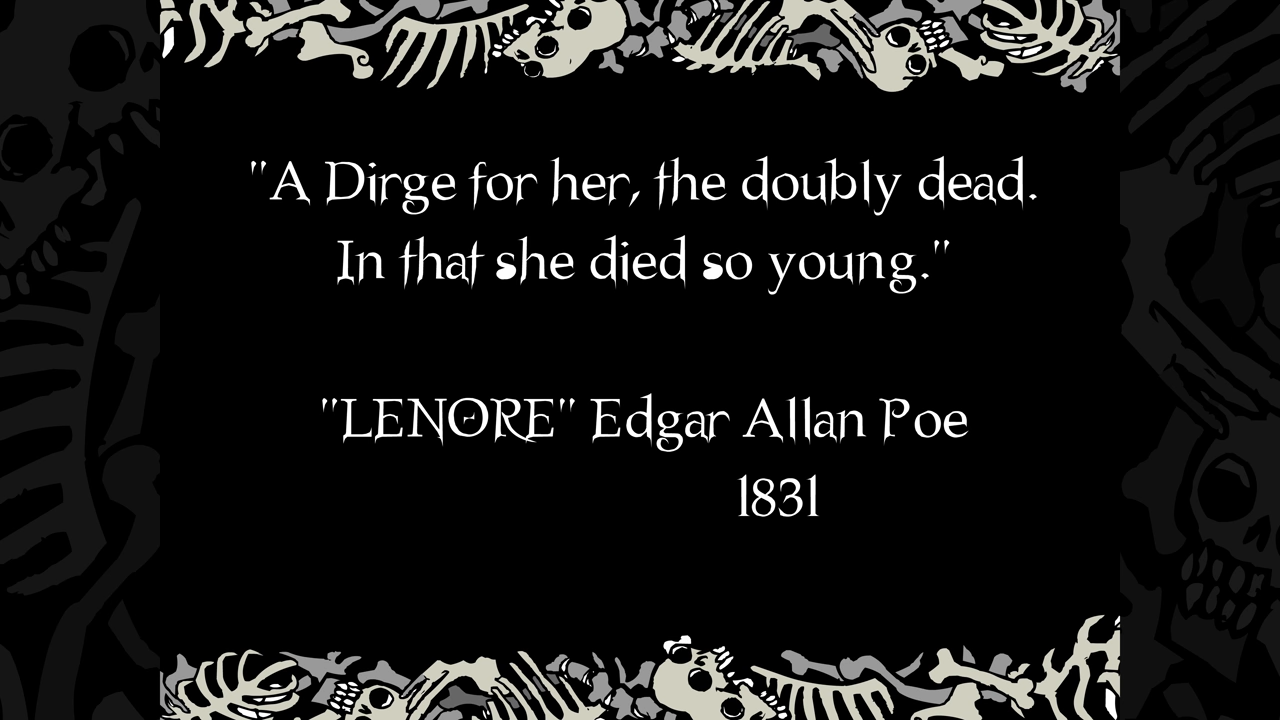 "A Dirge for her, the doubly dead.
In that she died so young."
"LENORE" Edgar Allan Poe
1831